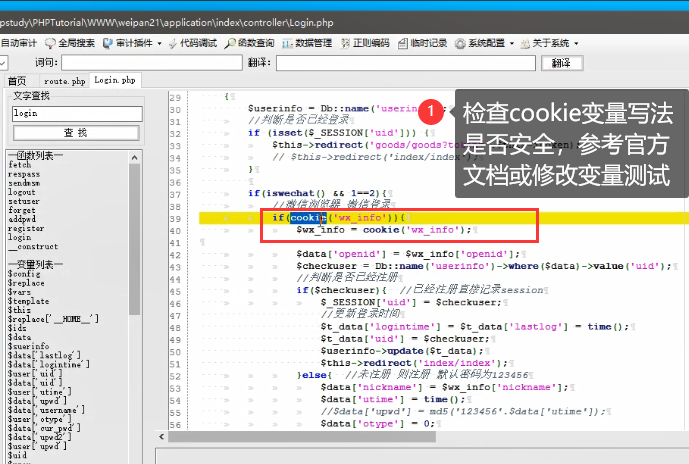 pstudy\PHPTutorial\WWW\weipan21\application\index\controller\Login.php
自动审计 全局搜索 审计插件 代码调试 函数查询 数据管理 正则编码 临时记录 系统配置 关于系统
词句: 翻译: 翻译
首页 route.php Login.php
文字查找
login
查 找
一函数列表一
fetch
respass
sendmsm
logout
setuser
forget
addpwd
register
login
__construct
一变量列表一
$config
$replace
$vars
$template
$this
$replace['__HOME__']
$ids
$data
$suerinfo
$data['lastlog']
$data['logintime']
$user['uid']
$data['uid']
$user['utime']
$data['upwd']
$data['username']
$user['otype']
$data['cur_pwd']
$data['upwd2']
$user['upwd']
$uid
29 {
30 $userinfo = Db::name('userin
31 //判断是否已经登录
32 if (isset($_SESSION['uid'])) {
33 $this->redirect('goods/goods?to
34 // $this->redirect('index/index'
35 }
36
37 if(iswechat() && 1==2){
38 //微信浏览器 微信登录
39 if(cookie('wx_info')){
40 $wx_info = cookie('wx_info');
41
42 $data['openid'] = $wx_info['openid'];
43 $checkuser = Db::name('userinfo')->where($data)->value('uid');
44 //判断是否已经注册
45 if($checkuser){ //已经注册直接记录session
46 $_SESSION['uid'] = $checkuser;
47 //更新登录时间
48 $t_data['logintime'] = $t_data['lastlog'] = time();
49 $t_data['uid'] = $checkuser;
50 $userinfo->update($t_data);
51 $this->redirect('index/index');
52 }else{ //未注册 则注册 默认密码为123456
53 $data['nickname'] = $wx_info['nickname'];
54 $data['utime'] = time();
55 //$data['upwd'] = md5('123456'.$data['utime']);
56 $data['otype'] = 0;
1
检查cookie变量写法
是否安全，参考官方
文档或修改变量测试